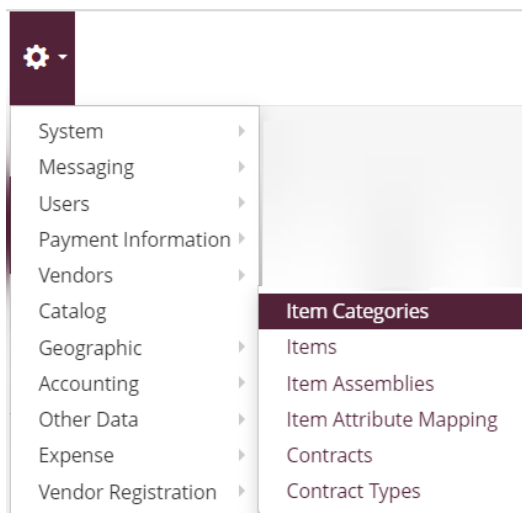 System
Messaging
Users
Payment Information
Vendors
Catalog
Geographic
Accounting
Other Data
Expense
Vendor Registration
Item Categories
Items
Item Assemblies
Item Attribute Mapping
Contracts
Contract Types